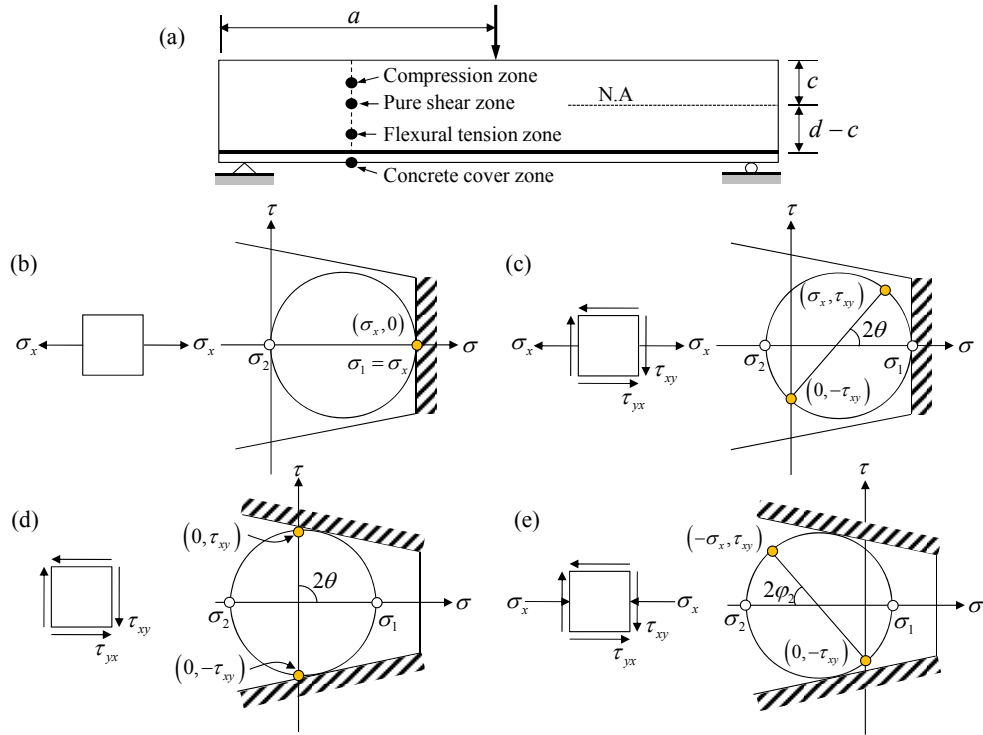 (a)
a
Compression zone
Pure shear zone
Flexural tension zone
Concrete cover zone
N.A
c
d − c
(b)
σx
σx
τ
σ2
(σx, 0)
σ1 = σx
σ
(c)
σx
σx
τxy
τyx
τ
(σx, τxy)
2θ
σ2
σ1
σ
(0, −τxy)
(d)
τxy
τyx
τ
(0, τxy)
2θ
σ2
σ1
σ
(0, −τxy)
(e)
σx
σx
τxy
τyx
τ
(−σx, τxy)
2φ2
σ2
σ1
σ
(0, −τxy)